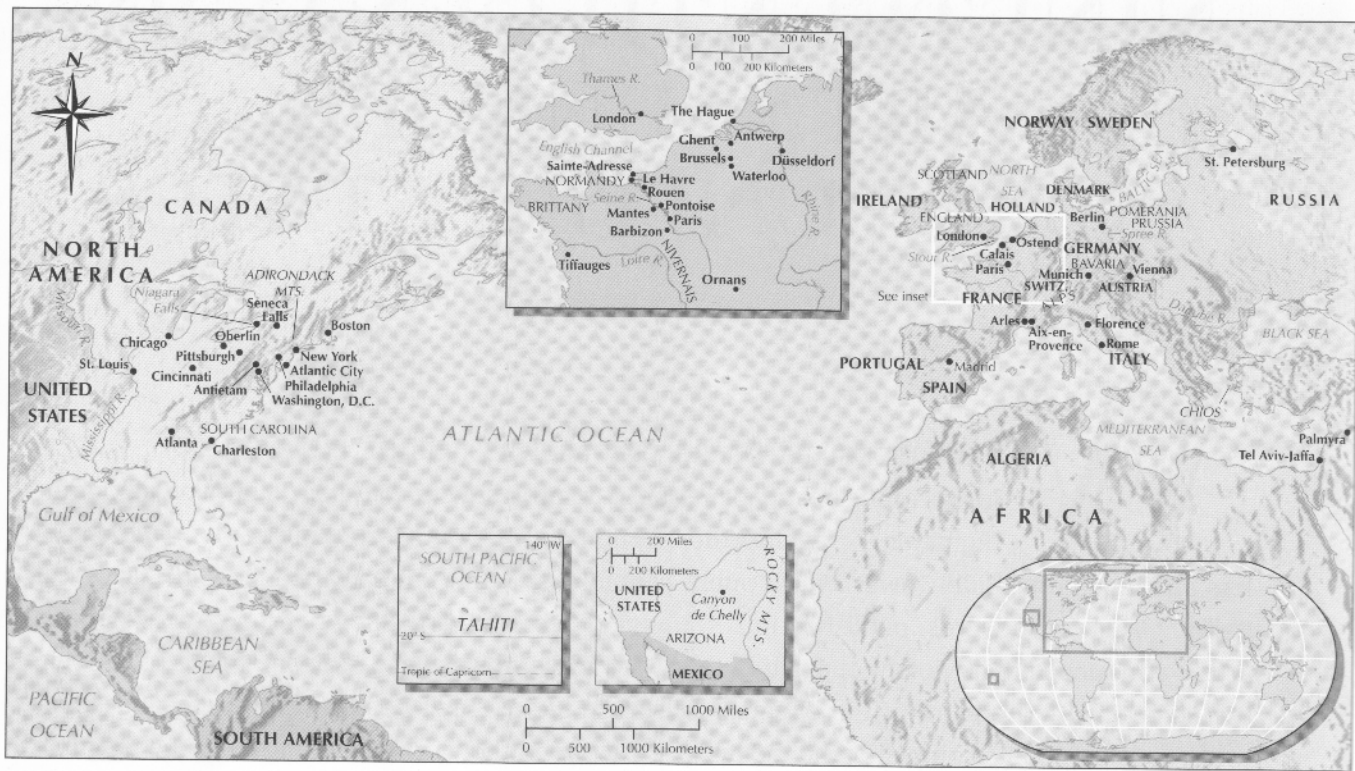 N
CANADA
NORTH
AMERICA
ADIRONDACK
MTS.
Niagara
Falls
Seneca
Falls
Missouri R.
Boston
Oberlin
Chicago
Pittsburgh
New York
St. Louis
Atlantic City
Cincinnati
Philadelphia
Antietam
Washington, D.C.
UNITED
STATES
Mississippi R.
SOUTH CAROLINA
Atlanta
Charleston
Gulf of Mexico
CARIBBEAN
SEA
PACIFIC
OCEAN
SOUTH AMERICA
ATLANTIC OCEAN
0 100 200 Miles
0 100 200 Kilometers
Thames R.
London
The Hague
Ghent
Antwerp
English Channel
Brussels
Düsseldorf
Sainte-Adresse
Waterloo
NORMANDY
Le Havre
Rouen
Seine R.
Pontoise
BRITTANY
Mantes
Paris
Rhine R.
Barbizon
NIVERNAIS
Tiffauges
Loire R.
Ornans
140° W
SOUTH PACIFIC
OCEAN
TAHITI
20° S
Tropic of Capricorn
0 200 Miles
0 200 Kilometers
ROCKY MTS.
UNITED
STATES
Canyon
de Chelly
ARIZONA
MEXICO
0 500 1000 Miles
0 500 1000 Kilometers
NORWAY SWEDEN
St. Petersburg
SCOTLAND
NORTH
SEA
BALTIC SEA
DENMARK
IRELAND
HOLLAND
RUSSIA
ENGLAND
Berlin
POMERANIA
PRUSSIA
London
Ostend
Spree R.
Stour R.
Calais
GERMANY
Paris
BAVARIA
Munich
Vienna
SWITZ.
AUSTRIA
See inset
FRANCE
ALPS
Danube R.
Arles
Florence
BLACK SEA
Aix-en-
Provence
Rome
PORTUGAL
Madrid
ITALY
SPAIN
CHIOS
MEDITERRANEAN
SEA
Palmyra
ALGERIA
Tel Aviv-Jaffa
AFRICA